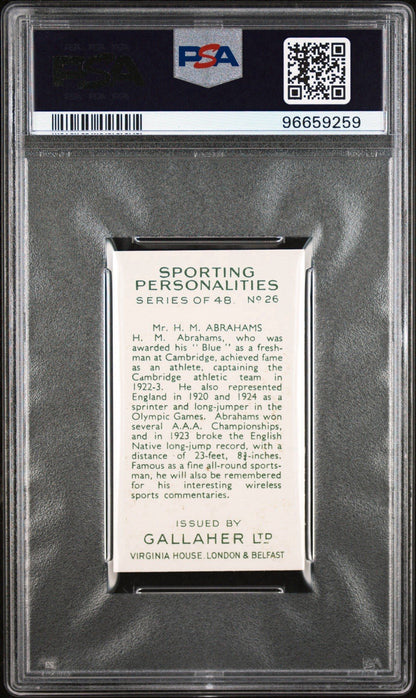 PSA
PSA
96659259
SPORTING
PERSONALITIES
SERIES OF 48. Nº 26
Mr. H. M. ABRAHAMS
H. M. Abrahams, who was
awarded his "Blue" as a fresh-
man at Cambridge, achieved fame
as an athlete, captaining the
Cambridge athletic team in
1922-3. He also represented
England in 1920 and 1924 as a
sprinter and long-jumper in the
Olympic Games. Abrahams won
several A.A.A. Championships,
and in 1923 broke the English
Native long-jump record, with a
distance of 23-feet, 8¾-inches.
Famous as a fine all-round sports-
man, he will also be remembered
for his interesting wireless
sports commentaries.
ISSUED BY
GALLAHER LTD
VIRGINIA HOUSE. LONDON & BELFAST